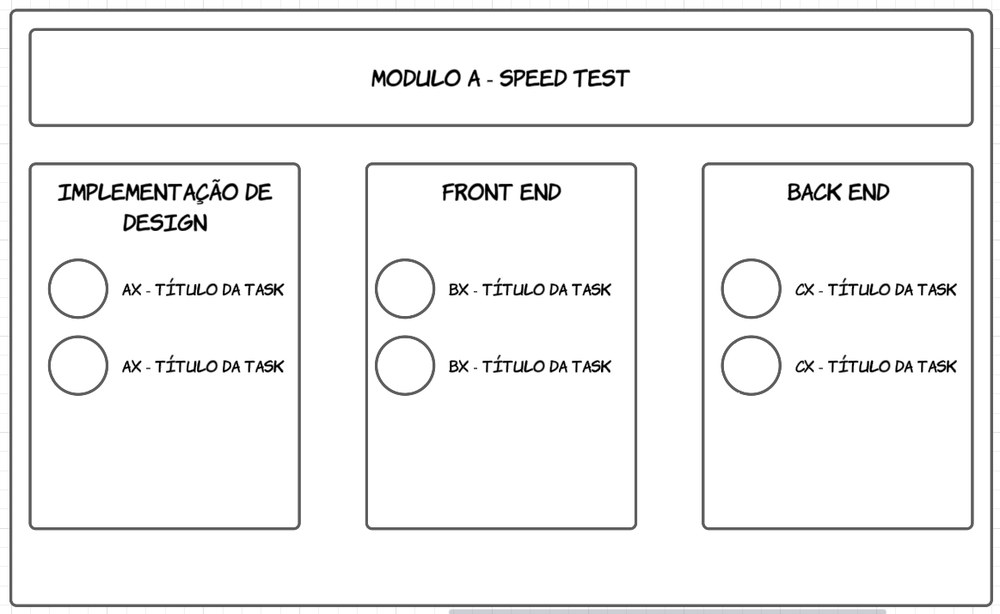 MODULO A - SPEED TEST
IMPLEMENTAÇÃO DE
DESIGN
AX - TÍTULO DA TASK
AX - TÍTULO DA TASK
FRONT END
BX - TÍTULO DA TASK
BX - TÍTULO DA TASK
BACK END
CX - TÍTULO DA TASK
CX - TÍTULO DA TASK